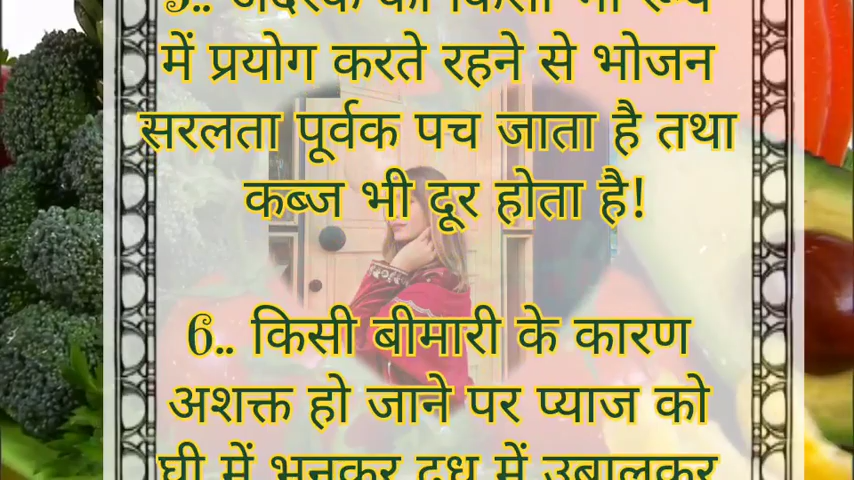 5.. अदरक का किसी भी रूप
में प्रयोग करते रहने से भोजन
सरलता पूर्वक पच जाता है तथा
कब्ज भी दूर होता है!
6.. किसी बीमारी के कारण
अशक्त हो जाने पर प्याज को
घी में भूनकर दूध में उबालकर